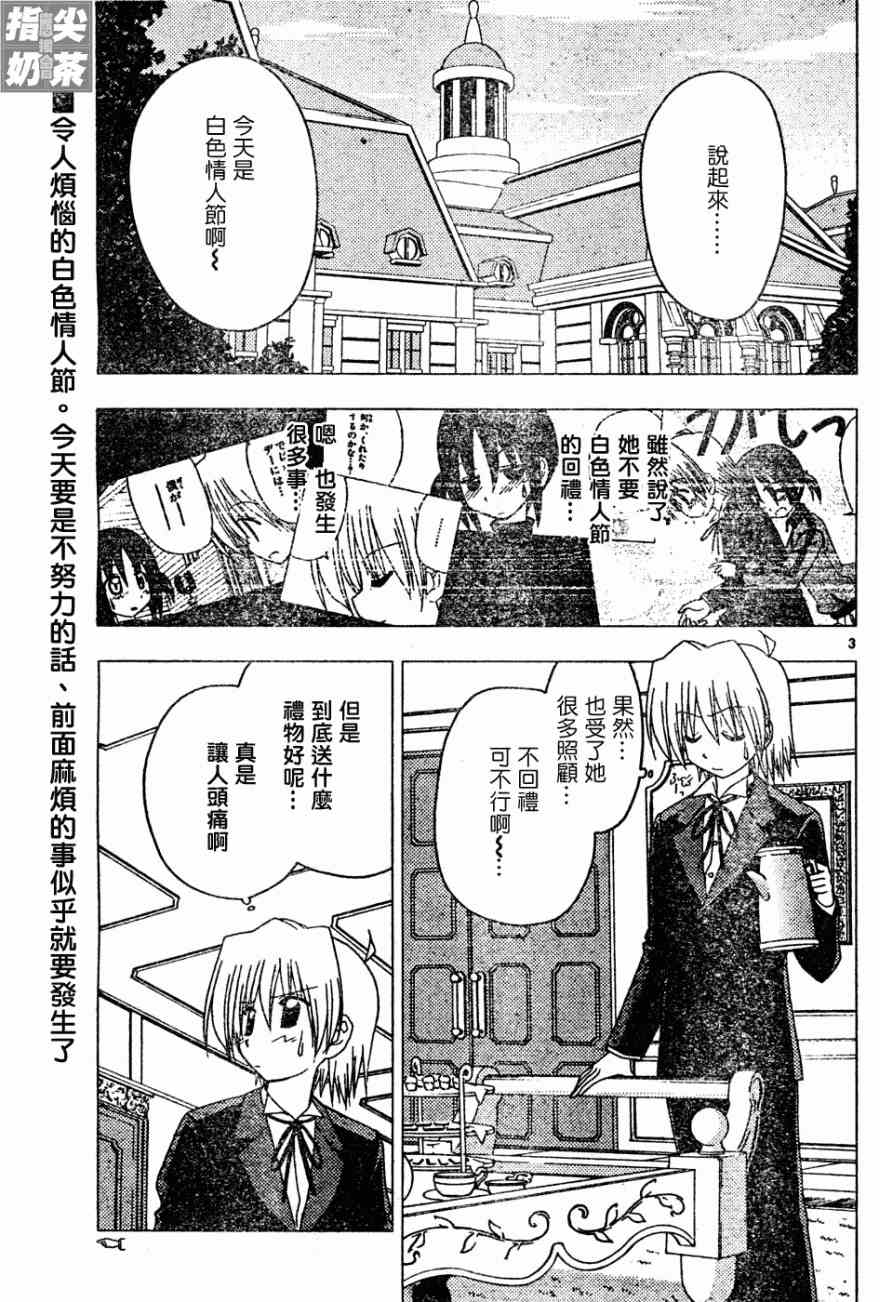 指尖
奶茶
令人煩惱的白色情人節。今天要是不努力的話、前面麻煩的事似乎就要發生了
說起來……
今天是
白色情人節啊～
雖然說了
她不要
白色情人節
的回禮…
嗯 也發生
很多事…
3
果然…
也受了她
很多照顧…
不回禮
可不行啊～…
但是
到底送什麼
禮物好呢…
真是
讓人頭痛啊